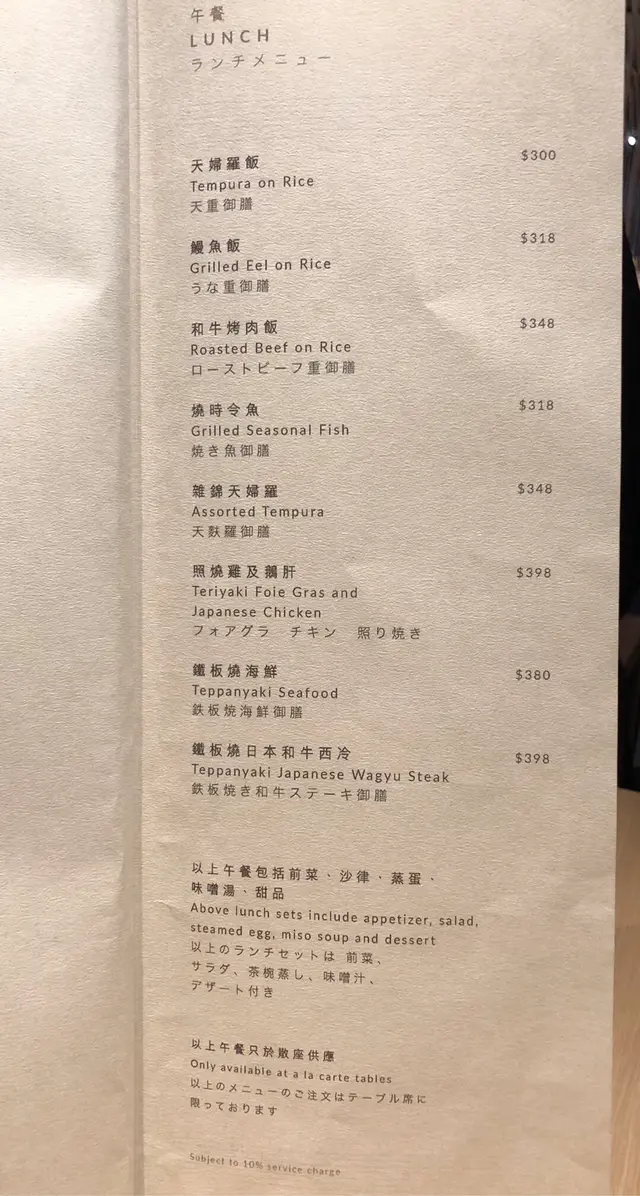 午餐
LUNCH
ランチメニュー
天婦羅飯 $300
Tempura on Rice
天重御膳
鰻魚飯 $318
Grilled Eel on Rice
うな重御膳
和牛烤肉飯 $348
Roasted Beef on Rice
ローストビーフ重御膳
燒時令魚 $318
Grilled Seasonal Fish
焼き魚御膳
雜錦天婦羅 $348
Assorted Tempura
天麩羅御膳
照燒雞及鵝肝 $398
Teriyaki Foie Gras and
Japanese Chicken
フォアグラ チキン 照り焼き
鐵板燒海鮮 $380
Teppanyaki Seafood
鉄板焼海鮮御膳
鐵板燒日本和牛西冷 $398
Teppanyaki Japanese Wagyu Steak
鉄板焼き和牛ステーキ御膳
以上午餐包括前菜、沙律、蒸蛋、
味噌湯、甜品
Above lunch sets include appetizer, salad,
steamed egg, miso soup and dessert
以上のランチセットは 前菜、
サラダ、茶椀蒸し、味噌汁、
デザート付き
以上午餐只於散座供應
Only available at a la carte tables
以上のメニューのご注文はテーブル席に
限っております
Subject to 10% service charge